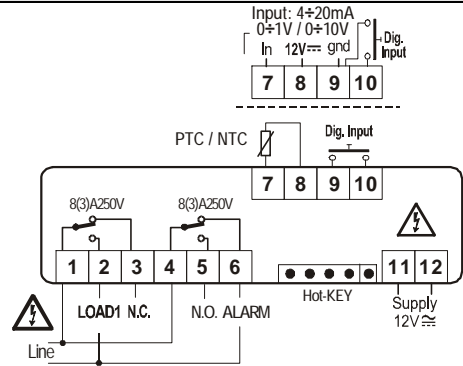 Input: 4÷20mA
0÷1V / 0÷10V
In 12V⎓ gnd
Dig.
Input
7 8 9 10
PTC / NTC
Dig. Input
7 8 9 10
8(3)A250V 8(3)A250V
1 2 3 4 5 6 11 12
Hot-KEY
LOAD1 N.C. N.O. ALARM
Supply
12V≂
Line